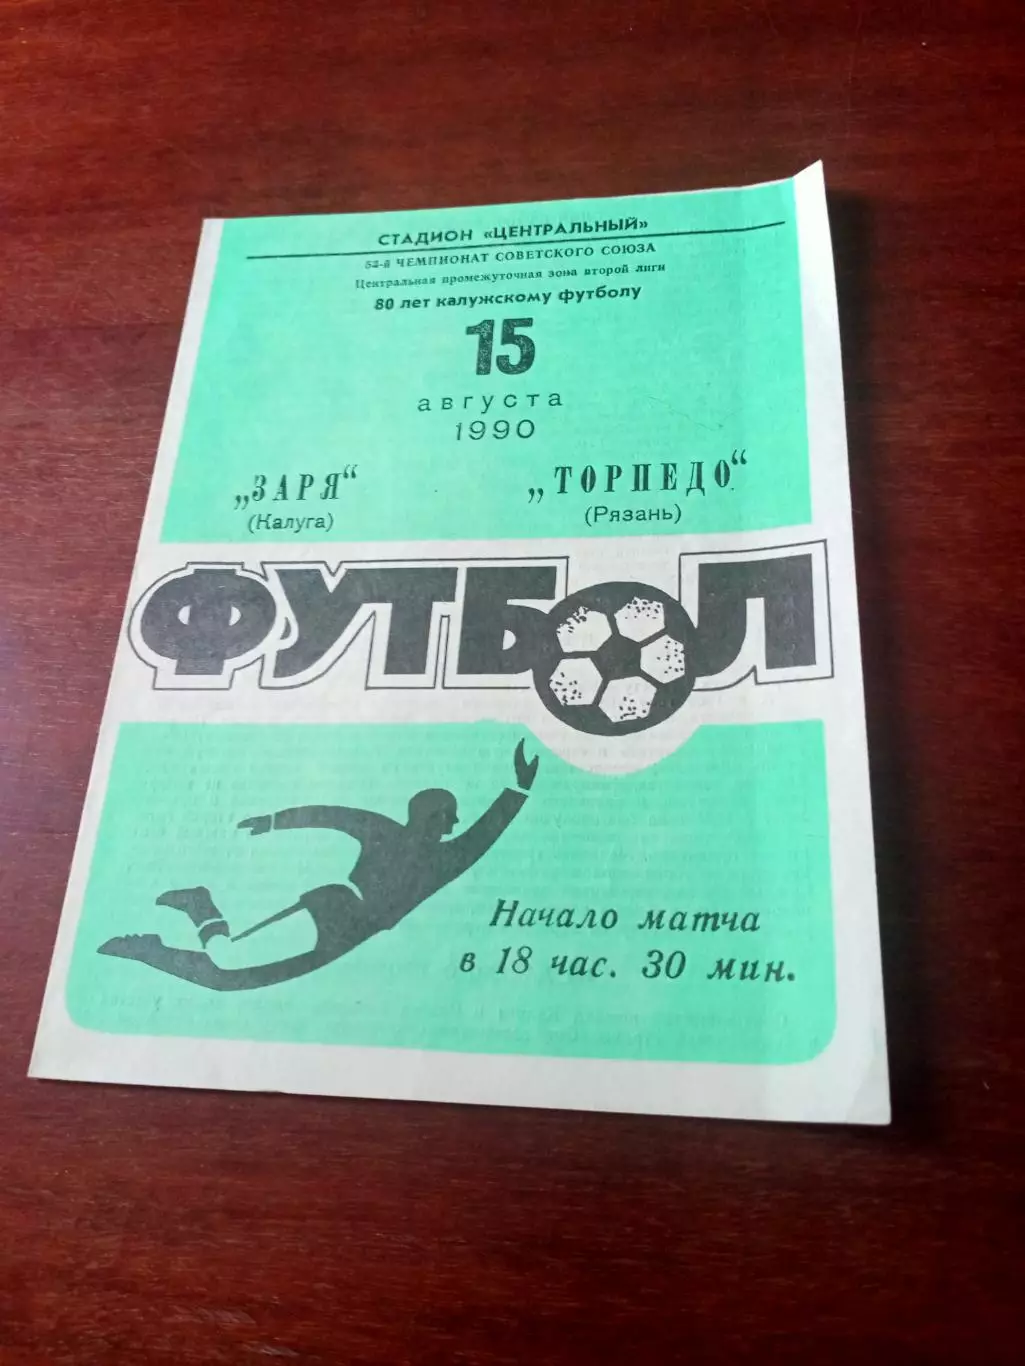 СТАДИОН «ЦЕНТРАЛЬНЫЙ»
53-й ЧЕМПИОНАТ СОВЕТСКОГО СОЮЗА
Центральная промежуточная зона второй лиги
80 лет калужскому футболу
15
августа
1990
„ЗАРЯ“ „ТОРПЕДО“
(Калуга) (Рязань)
ФУТБОЛ
Начало матча
в 18 час. 30 мин.